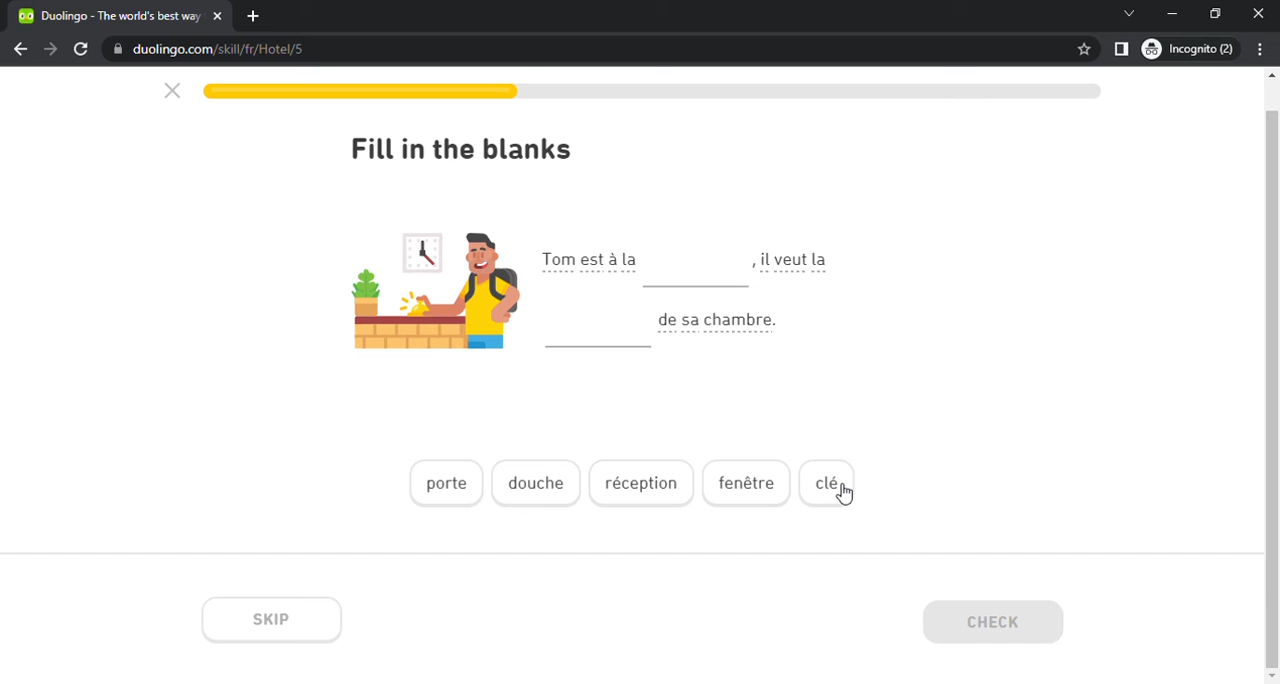 Duolingo - The world's best way
duolingo.com/skill/fr/Hotel/5
Incognito (2)
Fill in the blanks
Tom est à la , il veut la
de sa chambre.
porte douche réception fenêtre clé
SKIP CHECK